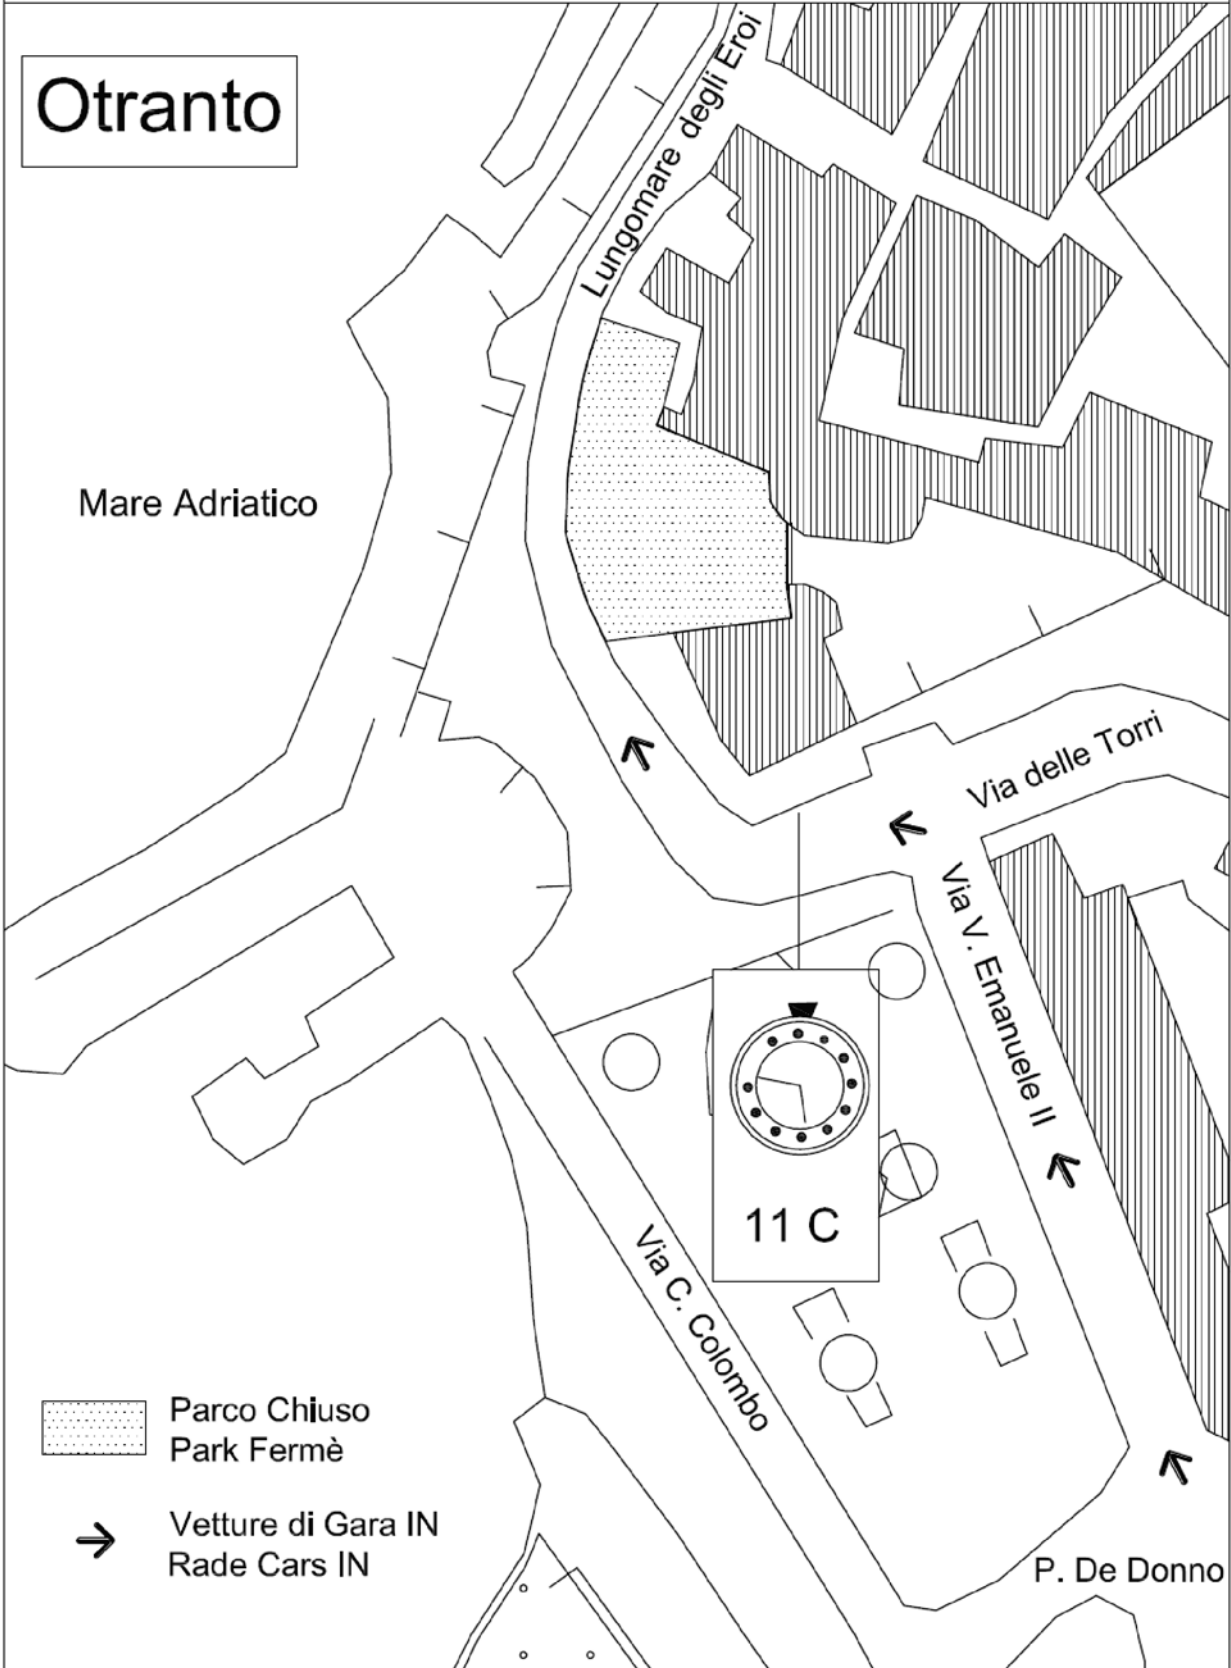 Otranto
Lungomare degli Eroi
Mare Adriatico
Via delle Torri
Via V. Emanuele II
11 C
Via C. Colombo
Parco Chiuso
Park Fermè
Vetture di Gara IN
Rade Cars IN
P. De Donno